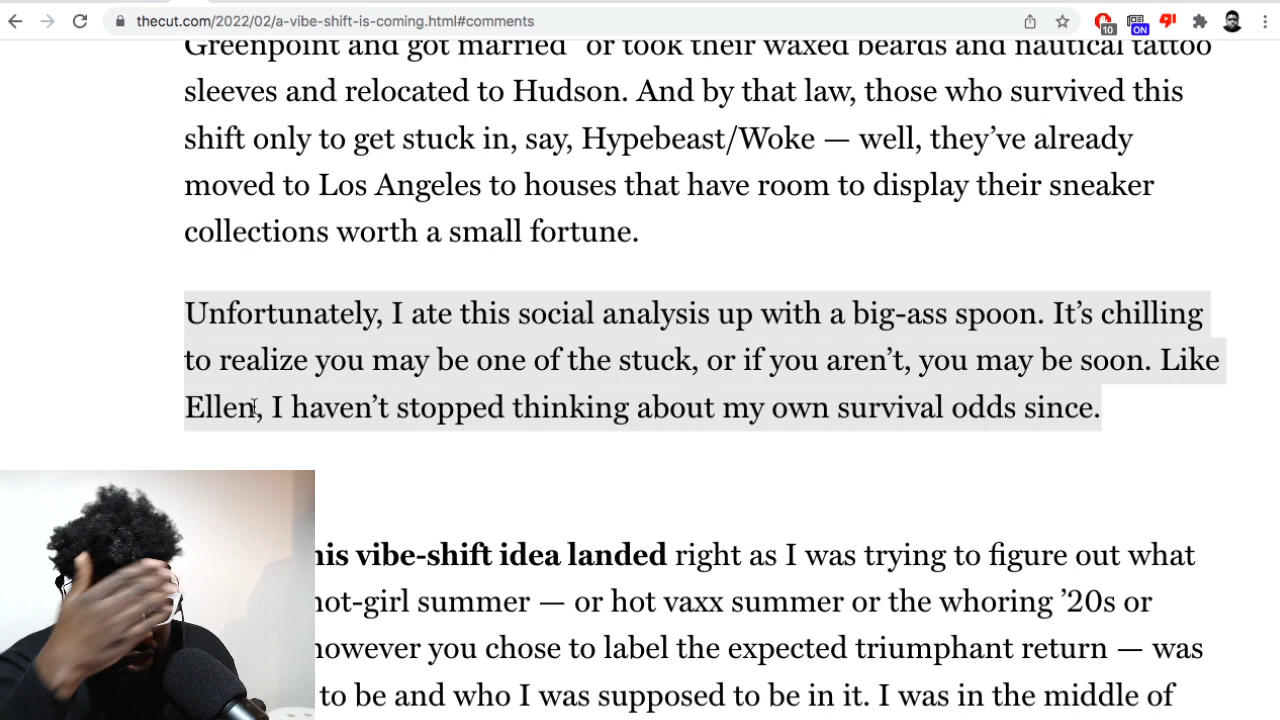 thecut.com/2022/02/a-vibe-shift-is-coming.html#comments
10
ON
Greenpoint and got married or took their waxed beards and nautical tattoo
sleeves and relocated to Hudson. And by that law, those who survived this
shift only to get stuck in, say, Hypebeast/Woke — well, they’ve already
moved to Los Angeles to houses that have room to display their sneaker
collections worth a small fortune.
Unfortunately, I ate this social analysis up with a big-ass spoon. It’s chilling
to realize you may be one of the stuck, or if you aren’t, you may be soon. Like
Ellen, I haven’t stopped thinking about my own survival odds since.
his vibe-shift idea landed right as I was trying to figure out what
hot-girl summer — or hot vaxx summer or the whoring ’20s or
however you chose to label the expected triumphant return — was
to be and who I was supposed to be in it. I was in the middle of